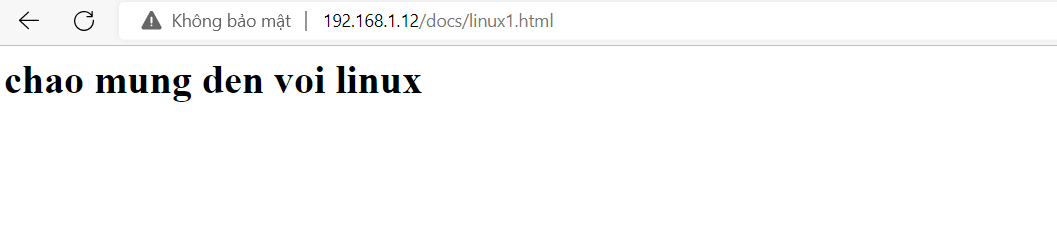 Không bảo mật | 192.168.1.12/docs/linux1.html
chao mung den voi linux